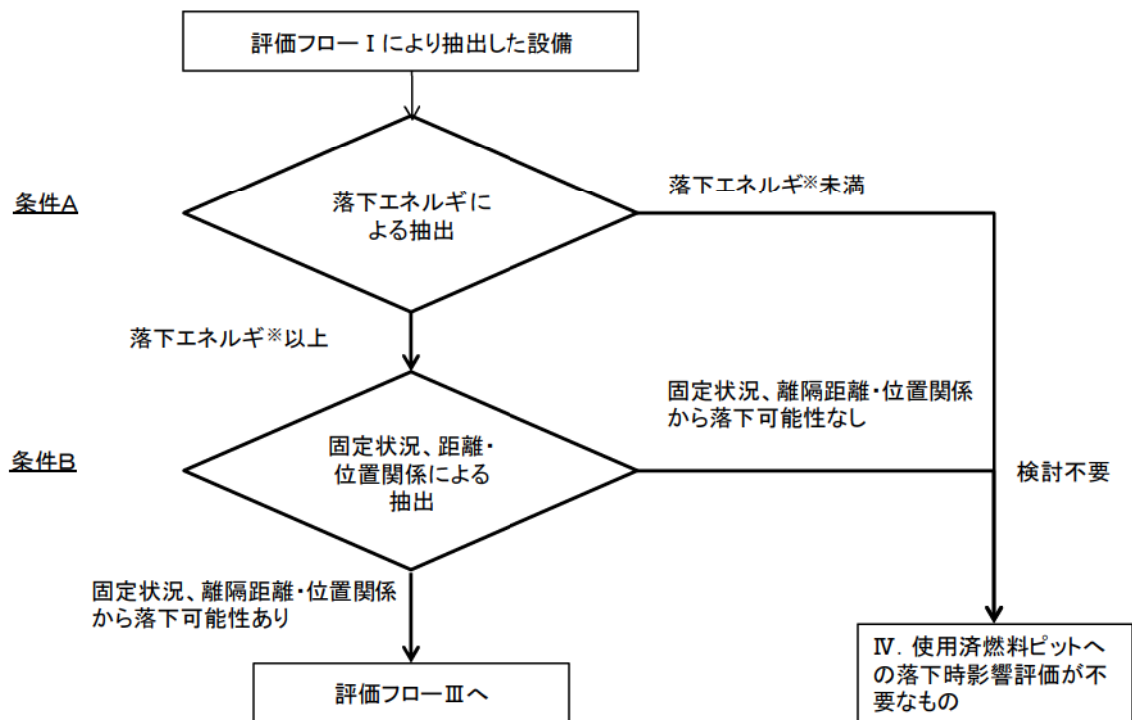 評価フローⅠにより抽出した設備
条件A
落下エネルギに
よる抽出
落下エネルギ※未満
落下エネルギ※以上
条件B
固定状況、距離・
位置関係による
抽出
固定状況、離隔距離・位置関係
から落下可能性なし
検討不要
固定状況、離隔距離・位置関係
から落下可能性あり
評価フローⅢへ
Ⅳ．使用済燃料ピットへ
の落下時影響評価が不
要なもの